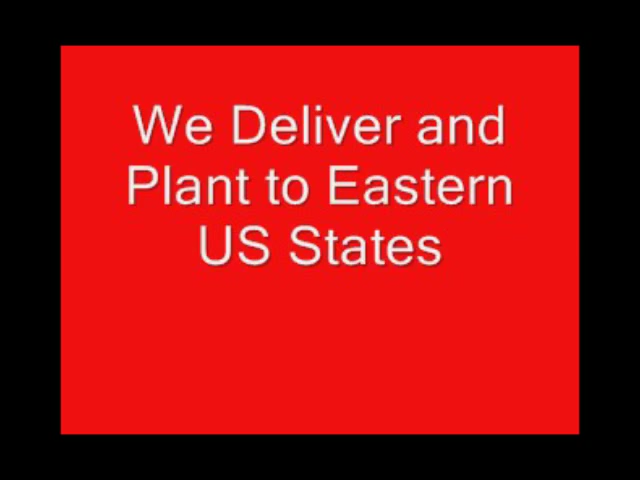 We Deliver and
Plant to Eastern
US States